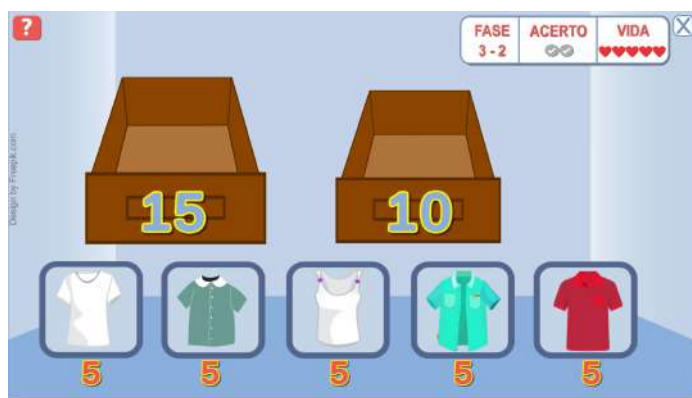 ?
FASE ACERTO VIDA
3 - 2
X
Design by Freepik.com
15 10
5 5 5 5 5